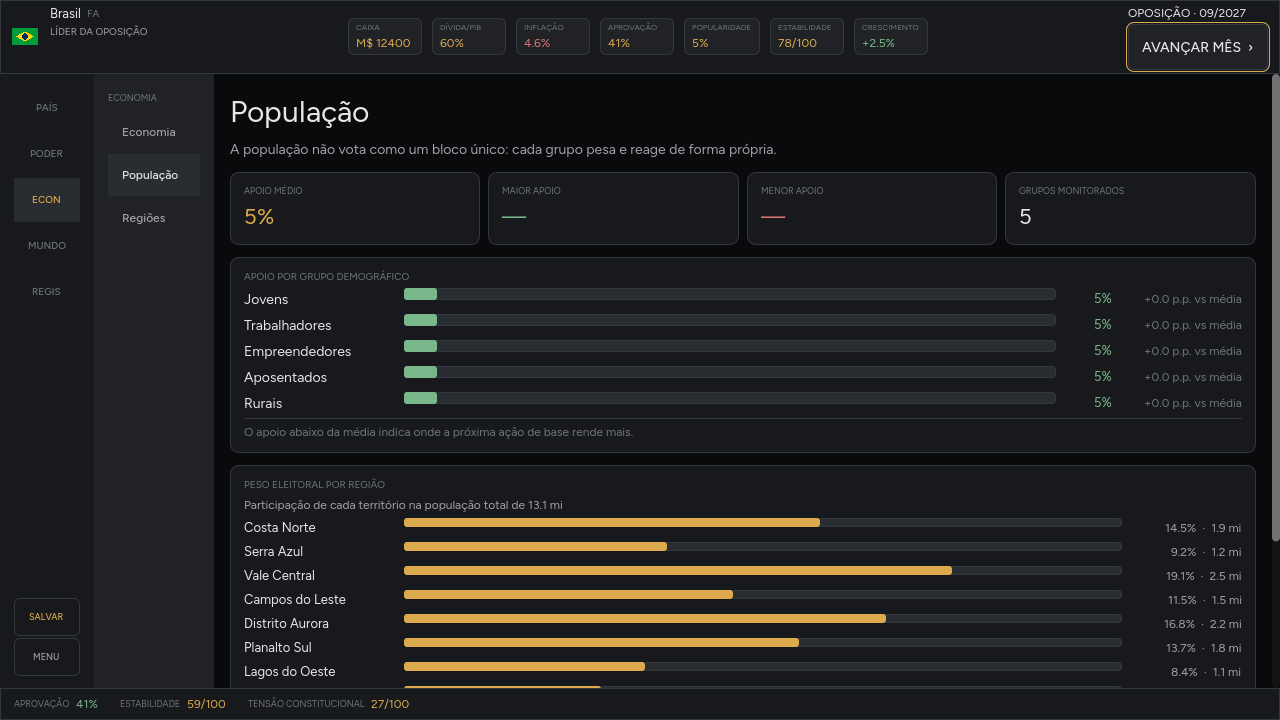 Brasil FA
LÍDER DA OPOSIÇÃO
CAIXA
M$ 12400
DÍVIDA/PIB
60%
INFLAÇÃO
4.6%
APROVAÇÃO
41%
POPULARIDADE
5%
ESTABILIDADE
78/100
CRESCIMENTO
+2.5%
OPOSIÇÃO · 09/2027
AVANÇAR MÊS ›
PAÍS
PODER
ECON
MUNDO
REGIS
SALVAR
MENU
ECONOMIA
Economia
População
Regiões
População
A população não vota como um bloco único: cada grupo pesa e reage de forma própria.
APOIO MÉDIO
5%
MAIOR APOIO
—
MENOR APOIO
—
GRUPOS MONITORADOS
5
APOIO POR GRUPO DEMOGRÁFICO
Jovens 5% +0.0 p.p. vs média
Trabalhadores 5% +0.0 p.p. vs média
Empreendedores 5% +0.0 p.p. vs média
Aposentados 5% +0.0 p.p. vs média
Rurais 5% +0.0 p.p. vs média
O apoio abaixo da média indica onde a próxima ação de base rende mais.
PESO ELEITORAL POR REGIÃO
Participação de cada território na população total de 13.1 mi
Costa Norte 14.5% · 1.9 mi
Serra Azul 9.2% · 1.2 mi
Vale Central 19.1% · 2.5 mi
Campos do Leste 11.5% · 1.5 mi
Distrito Aurora 16.8% · 2.2 mi
Planalto Sul 13.7% · 1.8 mi
Lagos do Oeste 8.4% · 1.1 mi
APROVAÇÃO 41% ESTABILIDADE 59/100 TENSÃO CONSTITUCIONAL 27/100